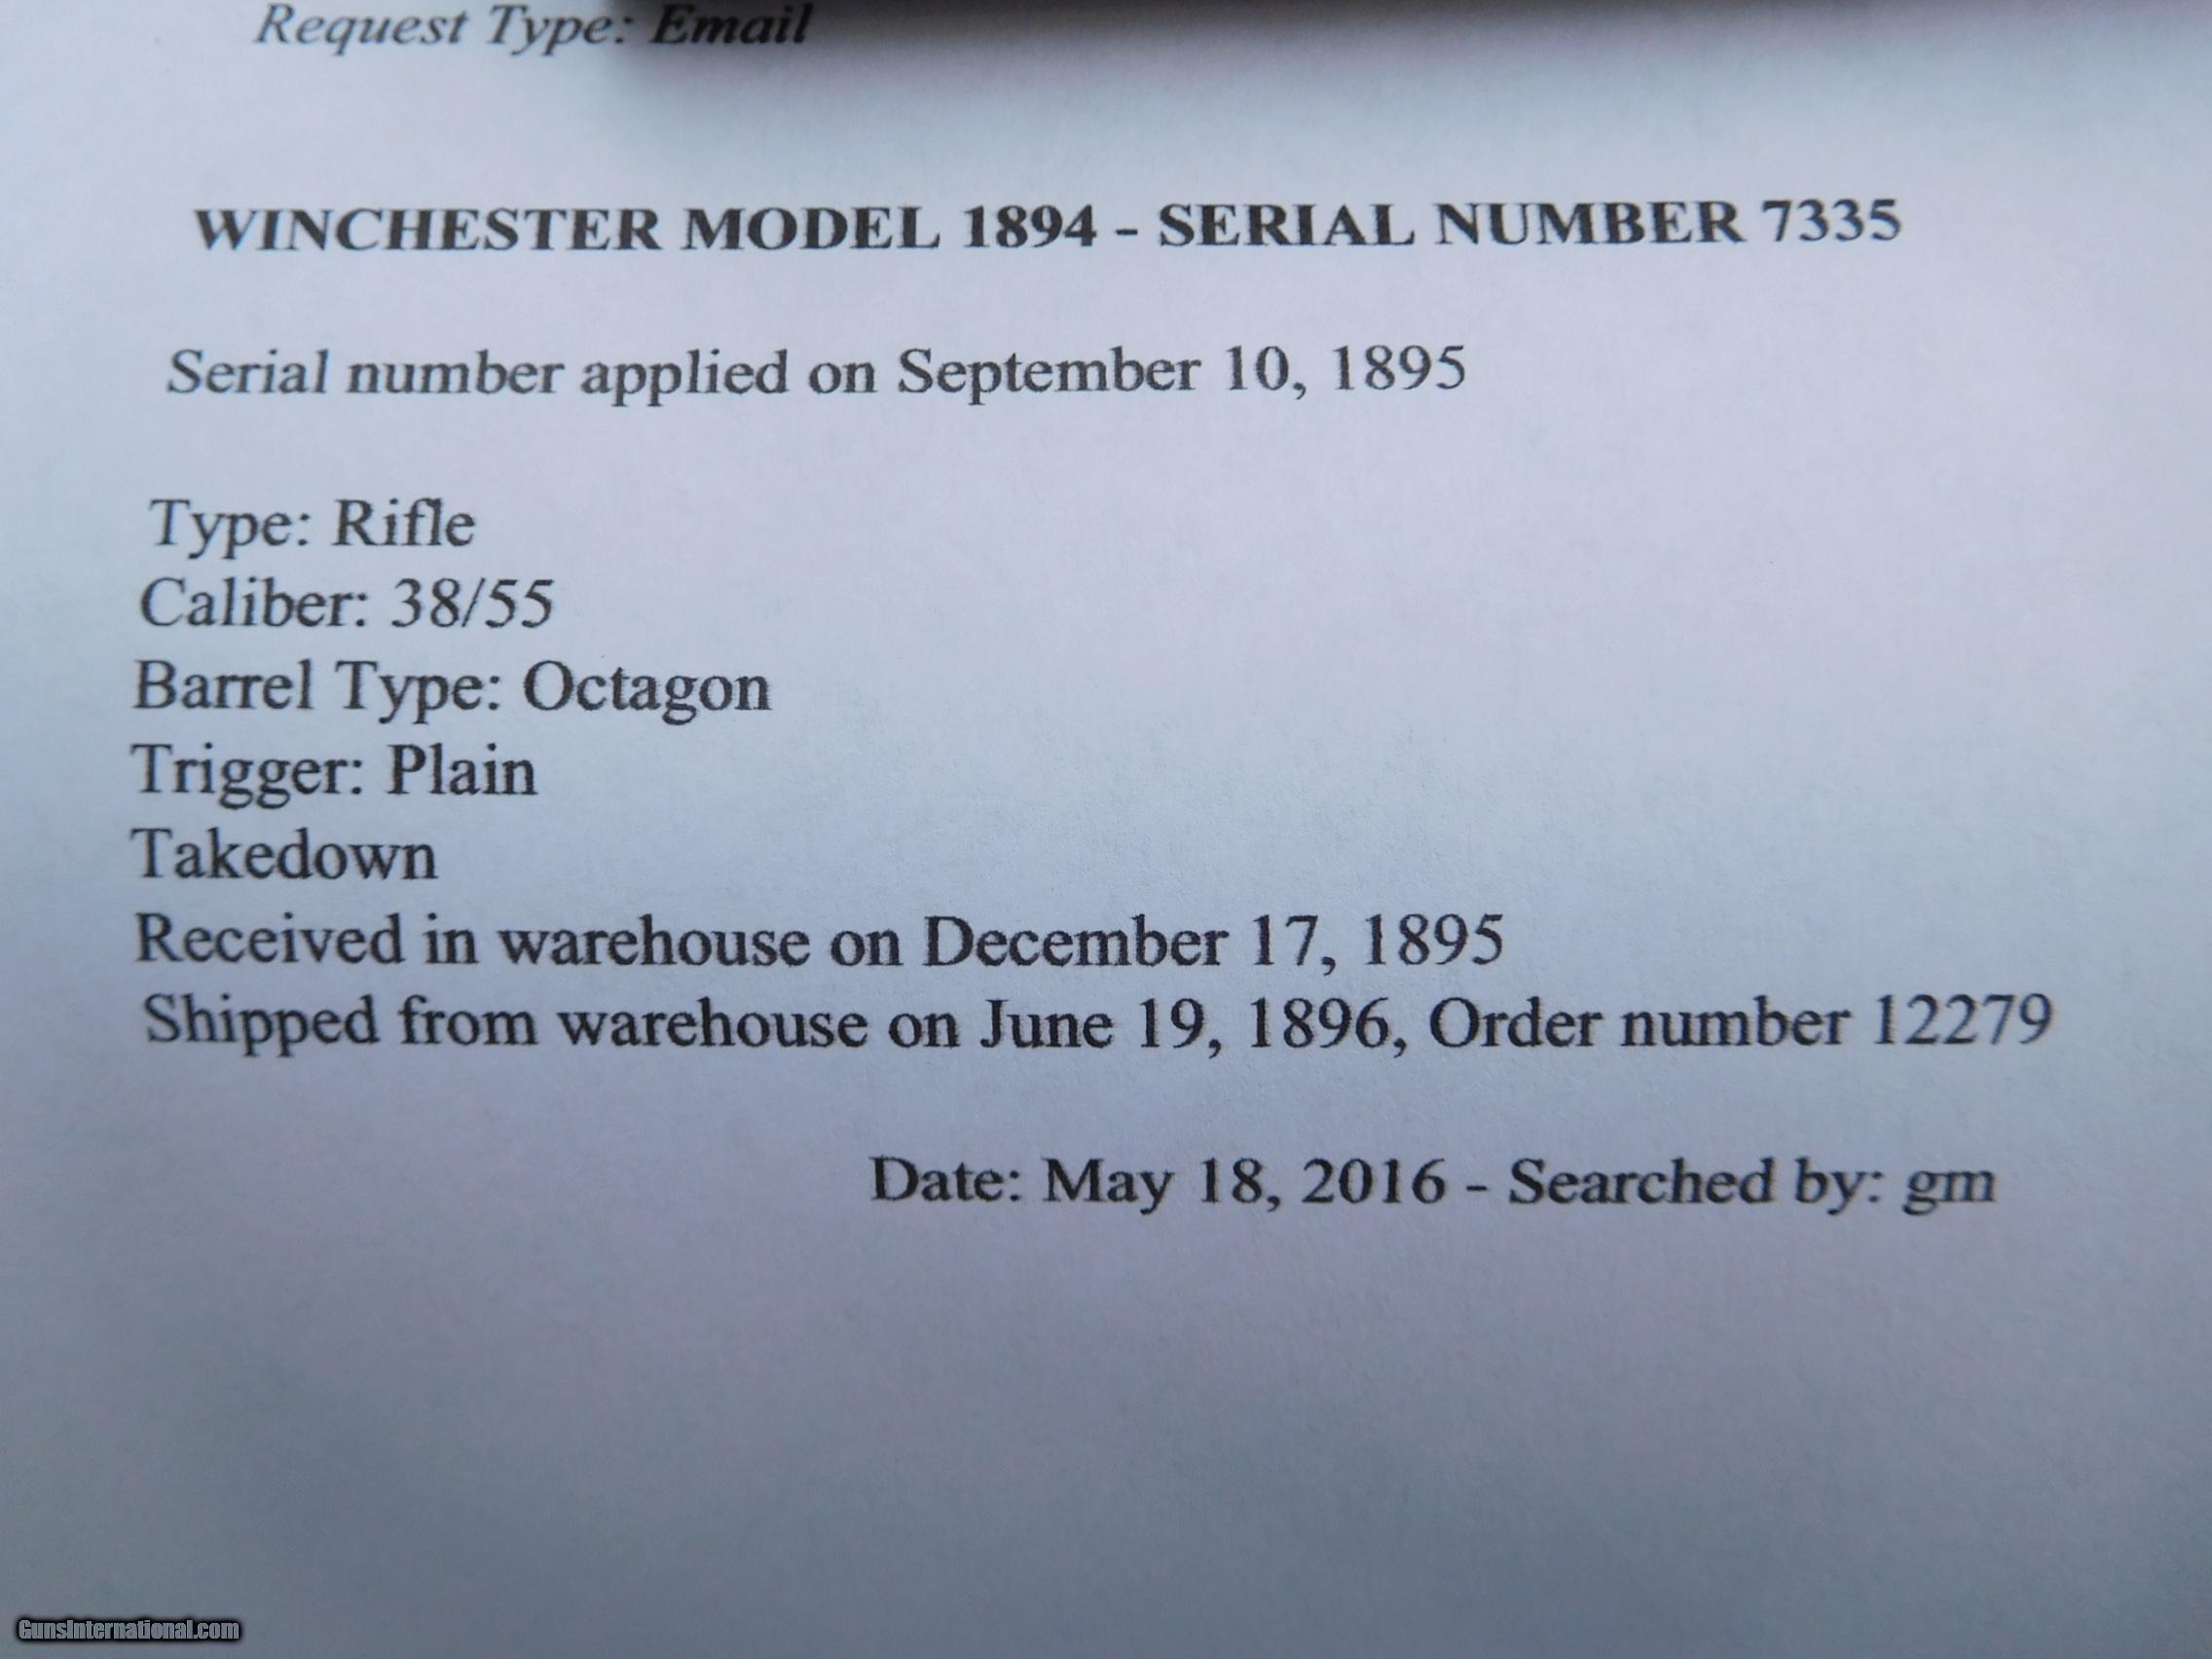 Request Type: Email
WINCHESTER MODEL 1894 - SERIAL NUMBER 7335
Serial number applied on September 10, 1895
Type: Rifle
Caliber: 38/55
Barrel Type: Octagon
Trigger: Plain
Takedown
Received in warehouse on December 17, 1895
Shipped from warehouse on June 19, 1896, Order number 12279
Date: May 18, 2016 - Searched by: gm
GunsInternational.com